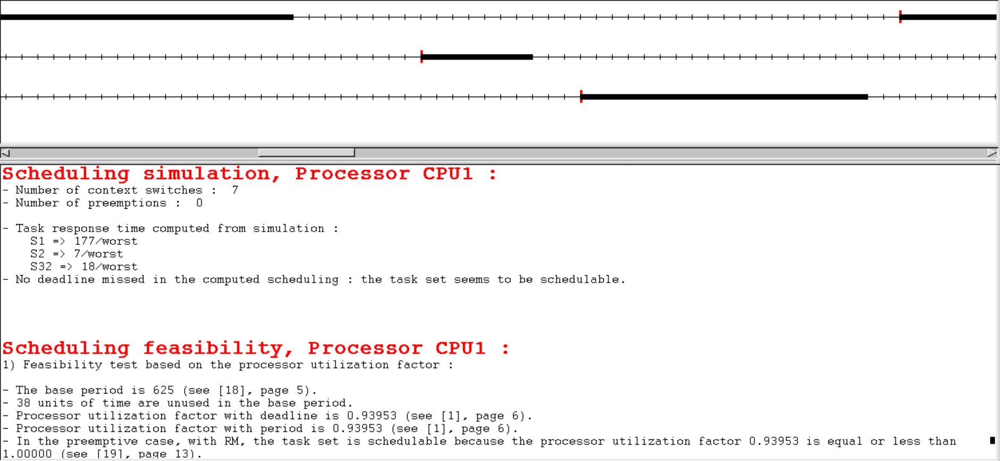 Scheduling simulation, Processor CPU1 :
- Number of context switches :  7
- Number of preemptions :  0
- Task response time computed from simulation :
S1 => 177/worst
S2 => 7/worst
S32 => 18/worst
- No deadline missed in the computed scheduling : the task set seems to be schedulable.
Scheduling feasibility, Processor CPU1 :
1) Feasibility test based on the processor utilization factor :
- The base period is 625 (see [18], page 5).
- 38 units of time are unused in the base period.
- Processor utilization factor with deadline is 0.93953 (see [1], page 6).
- Processor utilization factor with period is 0.93953 (see [1], page 6).
- In the preemptive case, with RM, the task set is schedulable because the processor utilization factor 0.93953 is equal or less than
1.00000 (see [19], page 13).